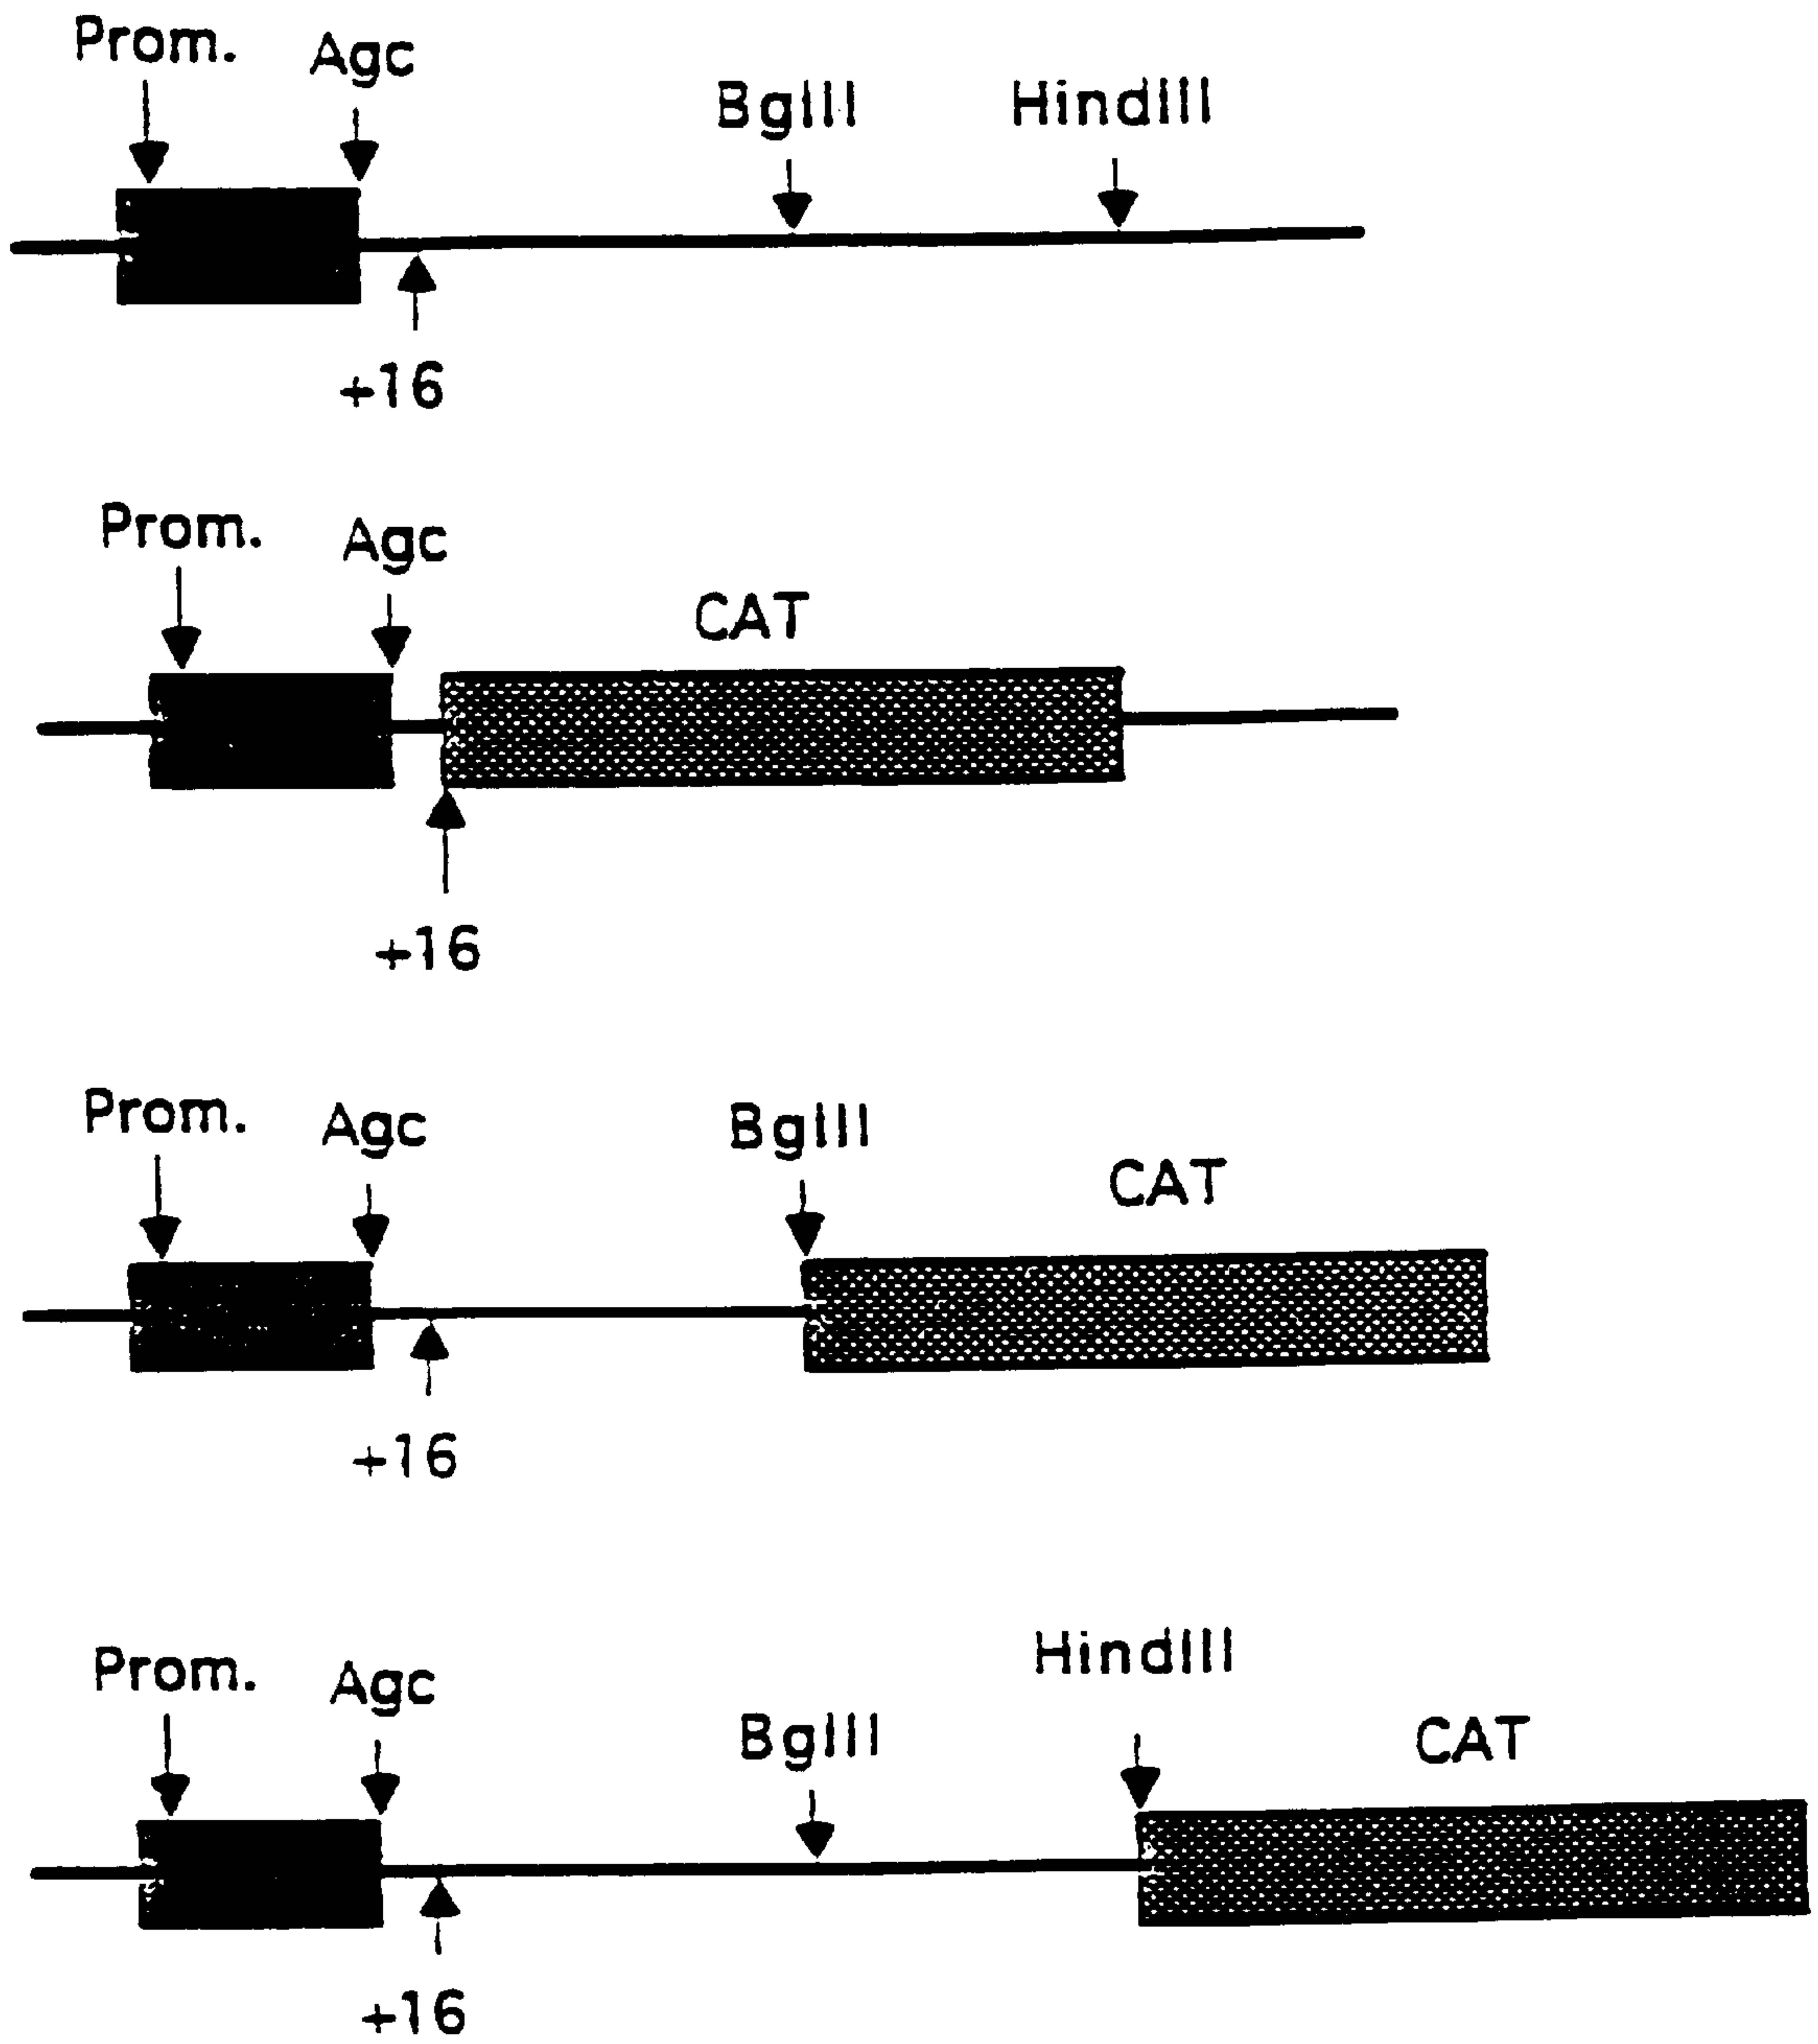 Prom. Agc
BglII HindIII
+16
Prom. Agc
CAT
+16
Prom. Agc BglII
CAT
+16
HindIII
Prom. Agc
BglII CAT
+16